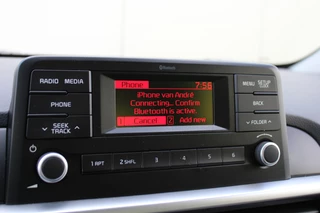 Bluetooth
RADIO MEDIA
Phone 7:56
MENU
iPhone van André
Connecting... Confirm
Bluetooth is active.
PHONE
BACK
1 Cancel 2 Add new
SEEK
TRACK
FOLDER
1 RPT 2 SHFL 3 4 5 6